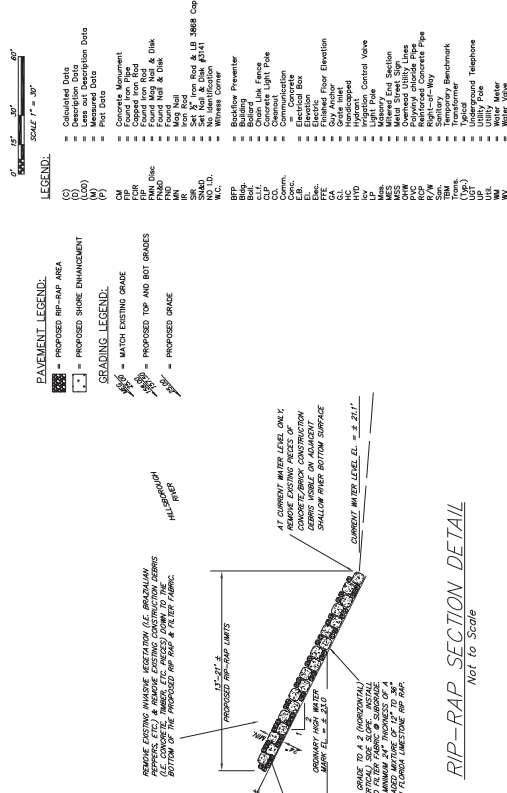 0' 15' 30' 60'
SCALE 1" = 30'
LEGEND:
(C) = Calculated Data
(D) = Description Data
(LOD) = Less out Description Data
(M) = Measured Data
(P) = Plat Data
CM = Concrete Monument
FIP = Found Iron Pipe
FCIR = Capped Iron Rod
FIP = Found Iron Rod
FMN Disc = Found Mag Nail & Disk
FN&D = Found Nail & Disk
FND = Found
MN = Mag Nail
IR = Iron Rod
SIR = Set ½" Iron Rod & LB 3868 Cap
SN&D = Set Nail & Disk #3141
NO I.D. = No Identification
W.C. = Witness Corner
BFP = Backflow Preventer
Bldg. = Building
Boll. = Bollard
c.l.f. = Chain Link Fence
CLP = Concrete Light Pole
CO. = Cleanout
Comm. = Communication
Conc. = Concrete
E.B. = Electrical Box
EL. = Elevation
Elec. = Electric
FFE = Finished Floor Elevation
GA = Guy Anchor
G.I. = Grate Inlet
HC = Handicapped
HYD = Hydrant
Icv = Irrigation Control Valve
LP = Light Pole
Mas. = Masonry
MES = Mitered End Section
MSS = Metal Street Sign
OHW = Overhead Utility Lines
PVC = Polyvinyl chloride Pipe
RCP = Reinforced Concrete Pipe
R/W = Right-of-Way
San. = Sanitary
TBM = Temporary Benchmark
Trans. = Transformer
(Typ.) = Typical
UGT = Underground Telephone
UP = Utility Pole
Util. = Utility
WM = Water Meter
WV = Water Valve
PAVEMENT LEGEND:
= PROPOSED RIP-RAP AREA
= PROPOSED SHORE ENHANCEMENT
GRADING LEGEND:
= MATCH EXISTING GRADE
= PROPOSED TOP AND BOT GRADES
= PROPOSED GRADE
HILLSBOROUGH
RIVER
REMOVE EXISTING INVASIVE VEGETATION (I.E. BRAZIALIAN
PEPPERS, ETC.) & REMOVE EXISTING CONSTRUCTION DEBRIS
(I.E. CONCRETE, TIMBER, ETC. PIECES) DOWN TO THE
BOTTOM OF THE PROPOSED RIP RAP & FILTER FABRIC.
13'-21' ±
PROPOSED RIP-RAP LIMITS
AT CURRENT WATER LEVEL ONLY,
REMOVE EXISTING PIECES OF
CONCRETE/BRICK CONSTRUCTION
DEBRIS VISIBLE ON ADJACENT
SHALLOW RIVER BOTTOM SURFACE
24" MIN.
1
2
ORDINARY HIGH WATER
MARK EL. = ± 23.0
CURRENT WATER LEVEL EL. = ± 21.1'
GRADE TO A 2 (HORIZONTAL)
SIDE SLOPE. INSTALL
FILTER FABRIC @ SUBGRADE.
MINIMUM 24" THICKNESS OF A
MIXTURE OF 12" TO 36"
FLORIDA LIMESTONE RIP RAP.
RIP-RAP SECTION DETAIL
Not to Scale